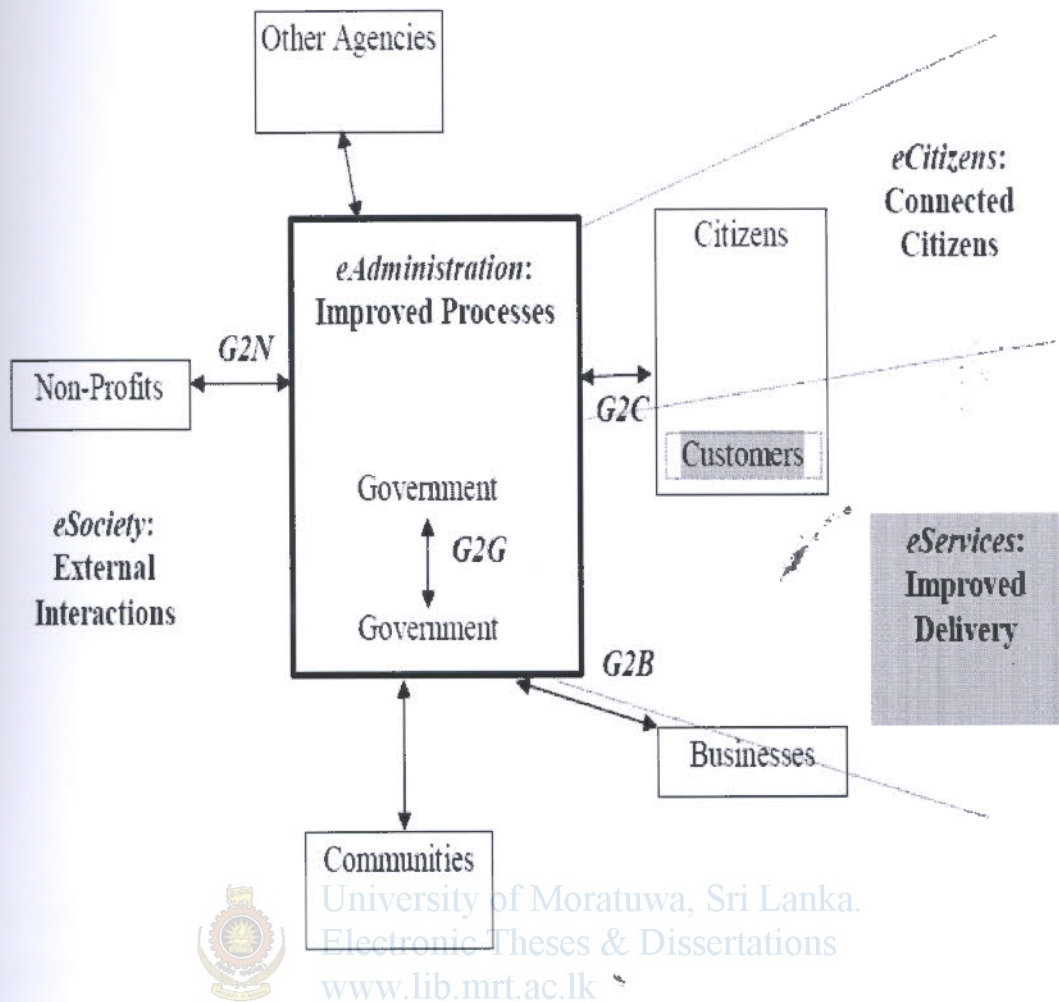 Other Agencies
eCitizens:
Connected
Citizens
Citizens
eAdministration:
Improved Processes
G2N
Non-Profits
G2C
Customers
Government
G2G
Government
eSociety:
External
Interactions
eServices:
Improved
Delivery
G2B
Businesses
Communities
University of Moratuwa, Sri Lanka.
Electronic Theses & Dissertations
www.lib.mrt.ac.lk